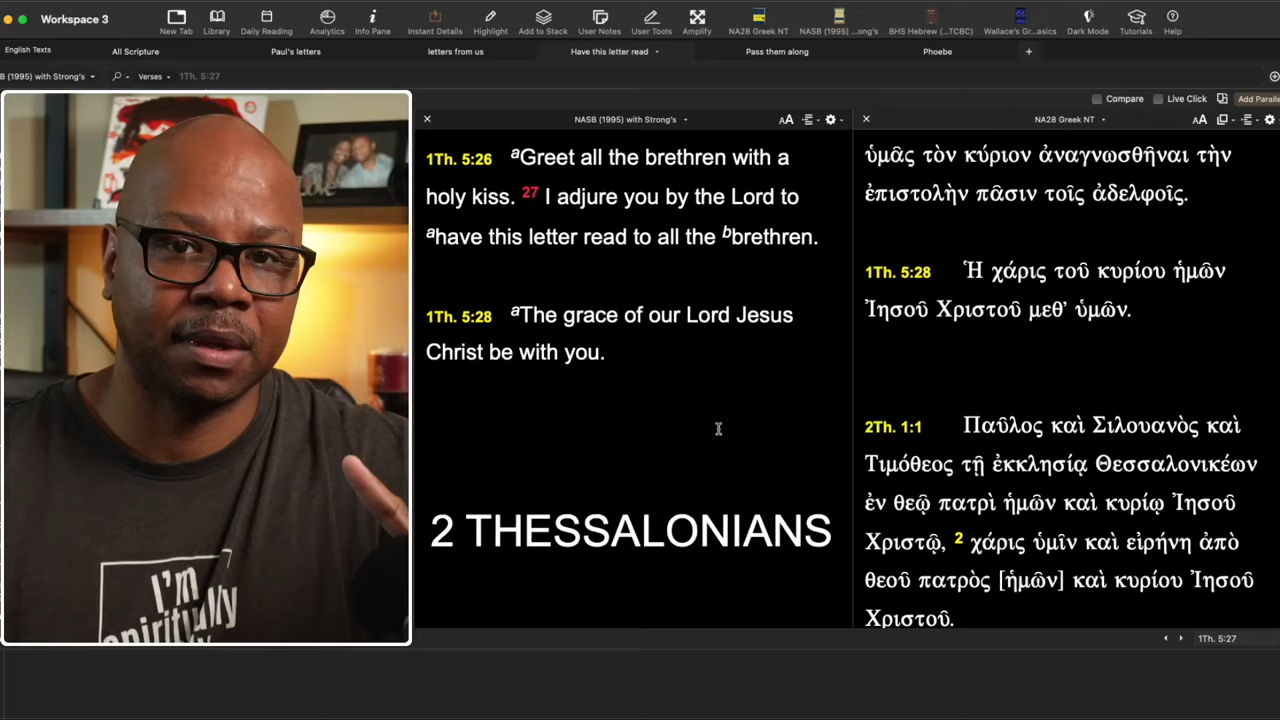 Workspace 3
New Tab
Library
Daily Reading
Analytics
Info Pane
Instant Details
Highlight
Add to Stack
User Notes
User Tools
Amplify
NA28 Greek NT
NASB (1995) ...ong's
BHS Hebrew (...TCBC)
Wallace's Gr...asics
Dark Mode
Tutorials
Help
English Texts
All Scripture
Paul's letters
letters from us
Have this letter read
Pass them along
Phoebe
B (1995) with Strong's
Verses
1Th. 5:27
Compare
Live Click
Add Paralle
NASB (1995) with Strong's
AA
1Th. 5:26 aGreet all the brethren with a
holy kiss. 27 I adjure you by the Lord to
ahave this letter read to all the bbrethren.
1Th. 5:28 aThe grace of our Lord Jesus
Christ be with you.
2 THESSALONIANS
NA28 Greek NT
AA
ὑμᾶς τὸν κύριον ἀναγνωσθῆναι τὴν
ἐπιστολὴν πᾶσιν τοῖς ἀδελφοῖς.
1Th. 5:28 Ἡ χάρις τοῦ κυρίου ἡμῶν
Ἰησοῦ Χριστοῦ μεθ’ ὑμῶν.
2Th. 1:1 Παῦλος καὶ Σιλουανὸς καὶ
Τιμόθεος τῇ ἐκκλησίᾳ Θεσσαλονικέων
ἐν θεῷ πατρὶ ἡμῶν καὶ κυρίῳ Ἰησοῦ
Χριστῷ, 2 χάρις ὑμῖν καὶ εἰρήνη ἀπὸ
θεοῦ πατρὸς [ἡμῶν] καὶ κυρίου Ἰησοῦ
Χριστοῦ.
1Th. 5:27
I'm
spiritually